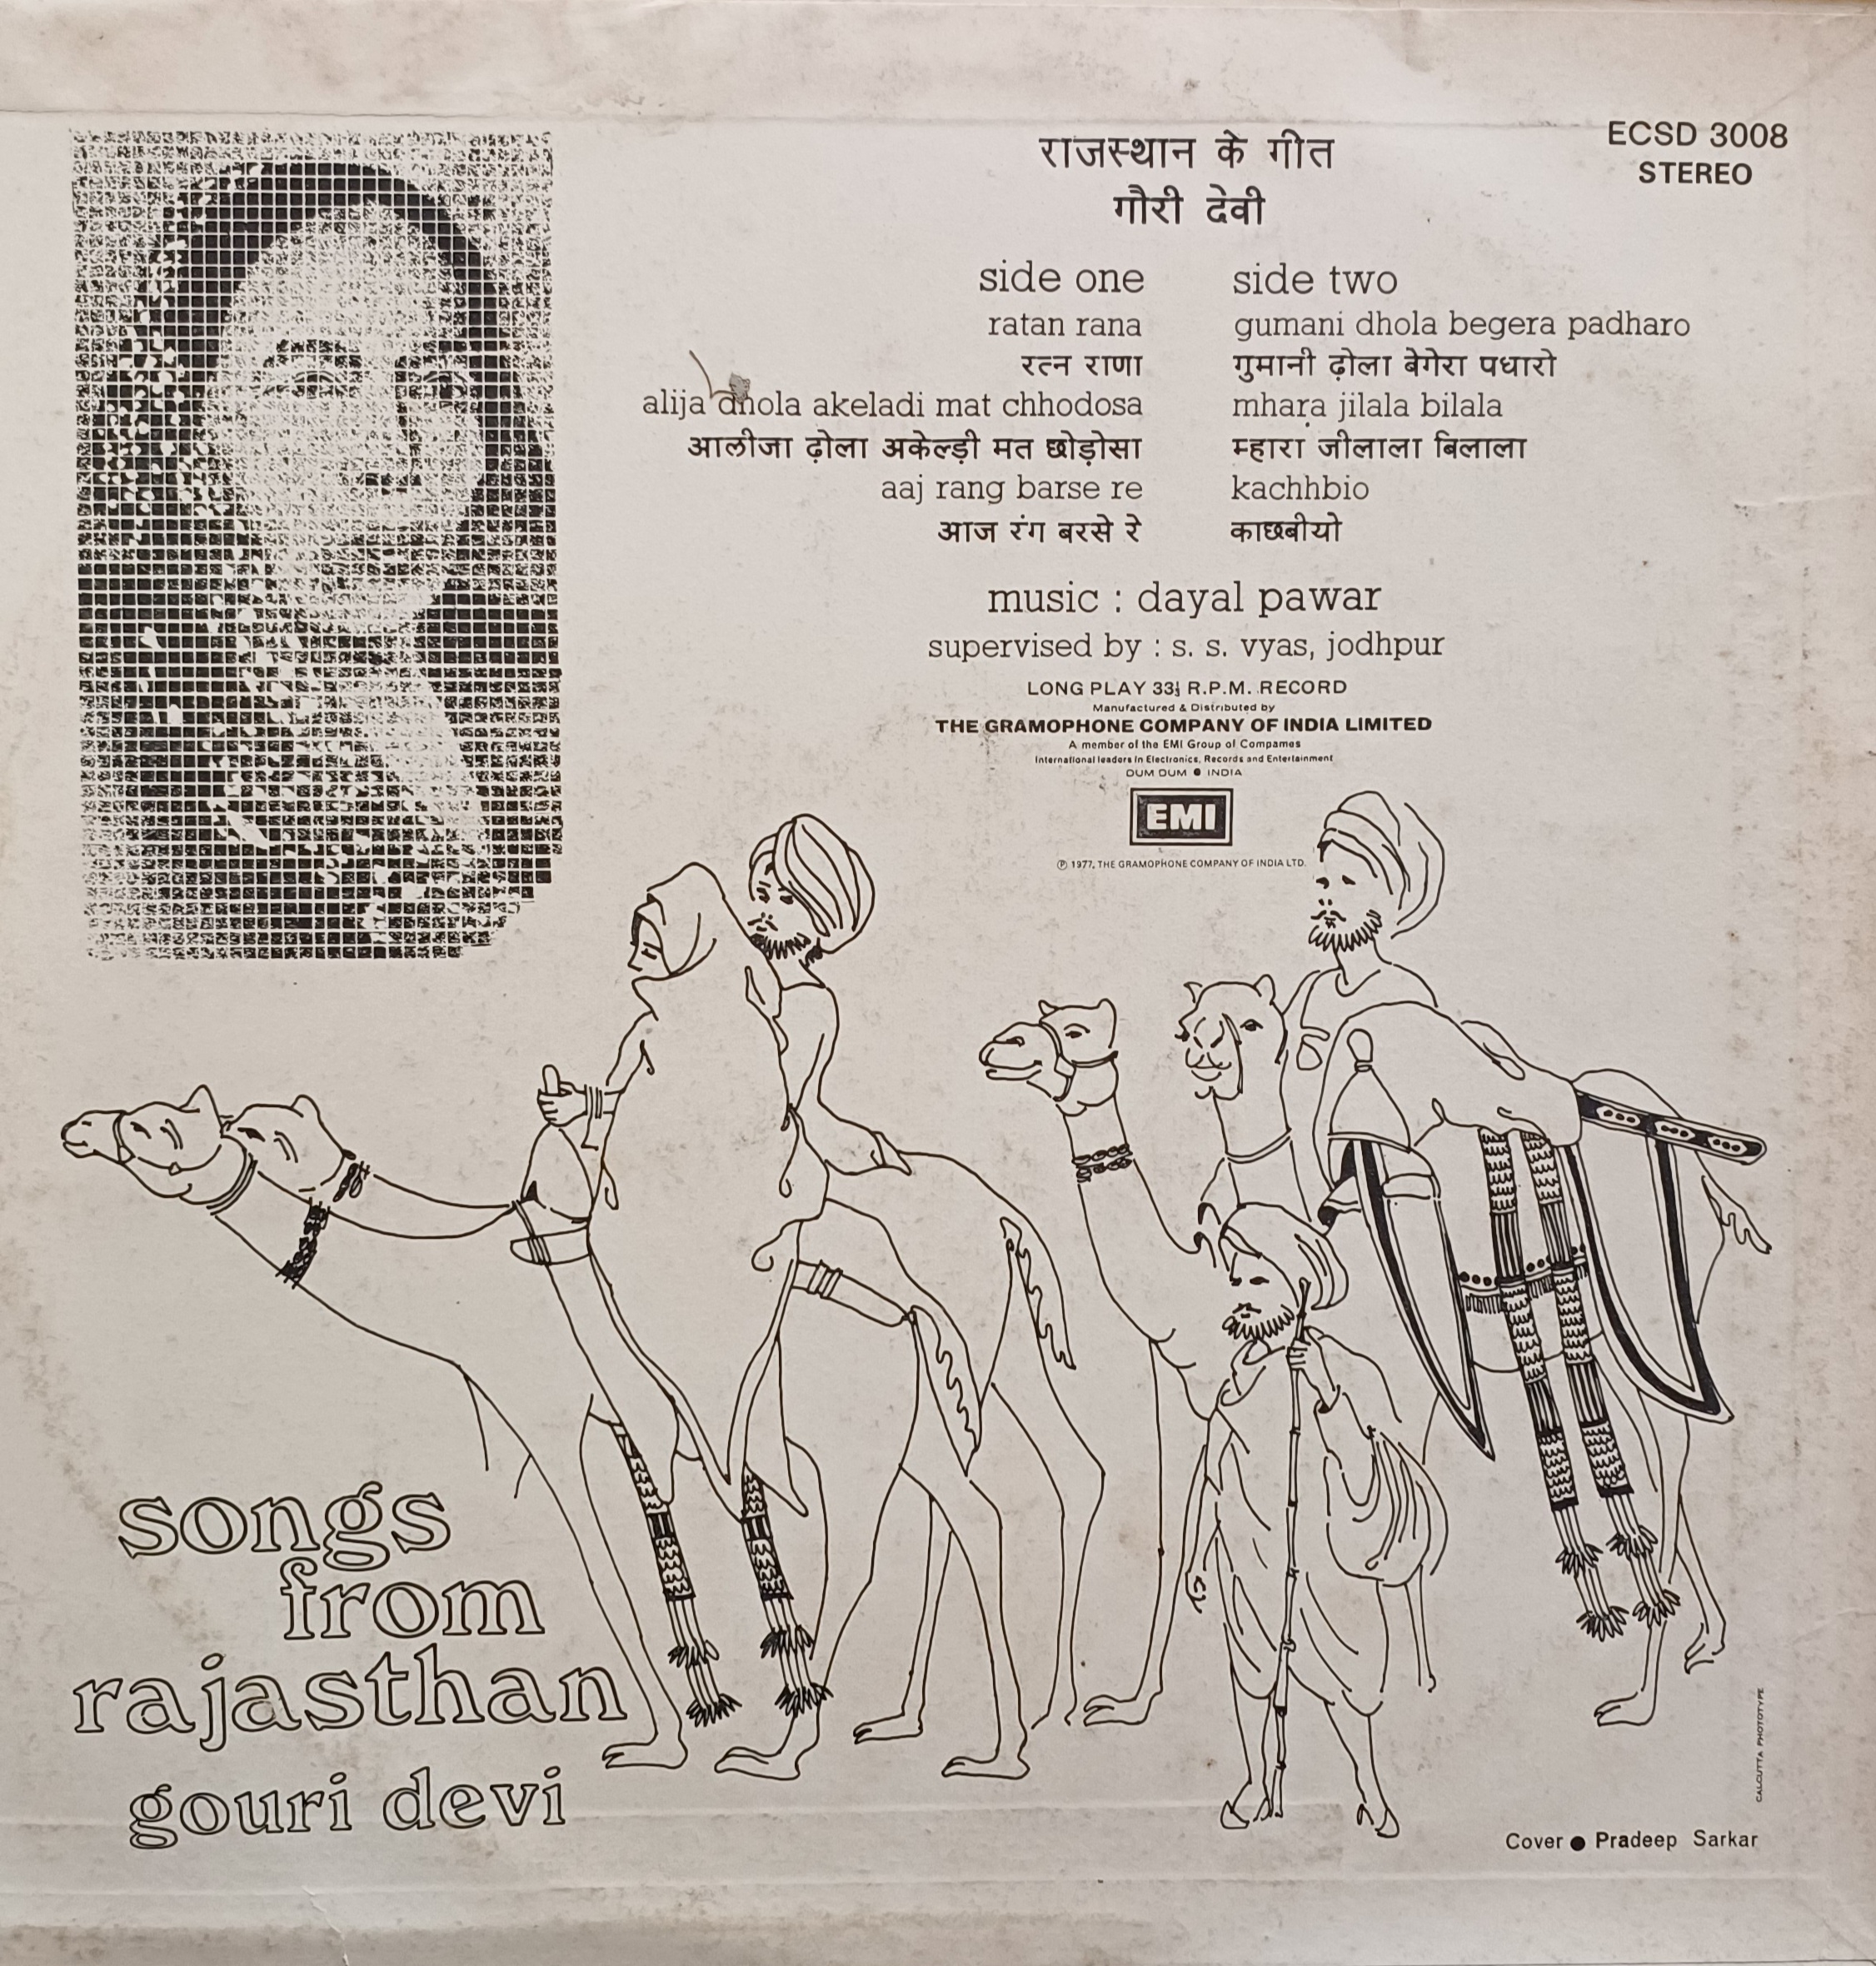 ECSD 3008
STEREO
राजस्थान के गीत
गौरी देवी
side one
ratan rana
रत्न राणा
alija dhola akeladi mat chhodosa
आलीजा ढ़ोला अकेल्ड़ी मत छोड़ोसा
aaj rang barse re
आज रंग बरसे रे
side two
gumani dhola begera padharo
गुमानी ढ़ोला बेगेरा पधारो
mhara jilala bilala
म्हारा जीलाला बिलाला
kachhbio
काछबीयो
music : dayal pawar
supervised by : s. s. vyas, jodhpur
LONG PLAY 33⅓ R.P.M. RECORD
Manufactured & Distributed by
THE GRAMOPHONE COMPANY OF INDIA LIMITED
A member of the EMI Group of Companies
International leaders in Electronics, Records and Entertainment
DUM DUM ● INDIA
EMI
℗ 1977, THE GRAMOPHONE COMPANY OF INDIA LTD.
songs
from
rajasthan
gouri devi
CALCUTTA PHOTOTYPE
Cover ● Pradeep Sarkar